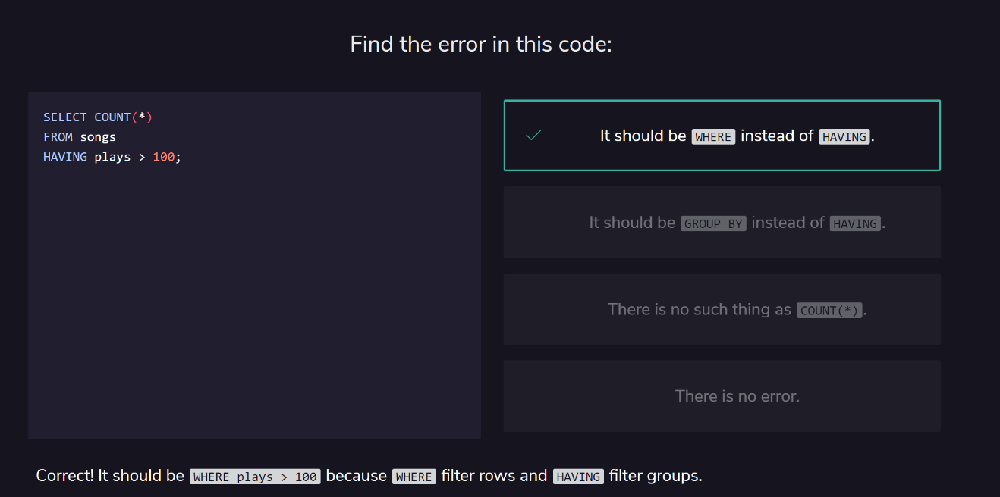 Find the error in this code:
SELECT COUNT(*)
FROM songs
HAVING plays > 100;
It should be WHERE instead of HAVING.
It should be GROUP BY instead of HAVING.
There is no such thing as COUNT(*).
There is no error.
Correct! It should be WHERE plays > 100 because WHERE filter rows and HAVING filter groups.